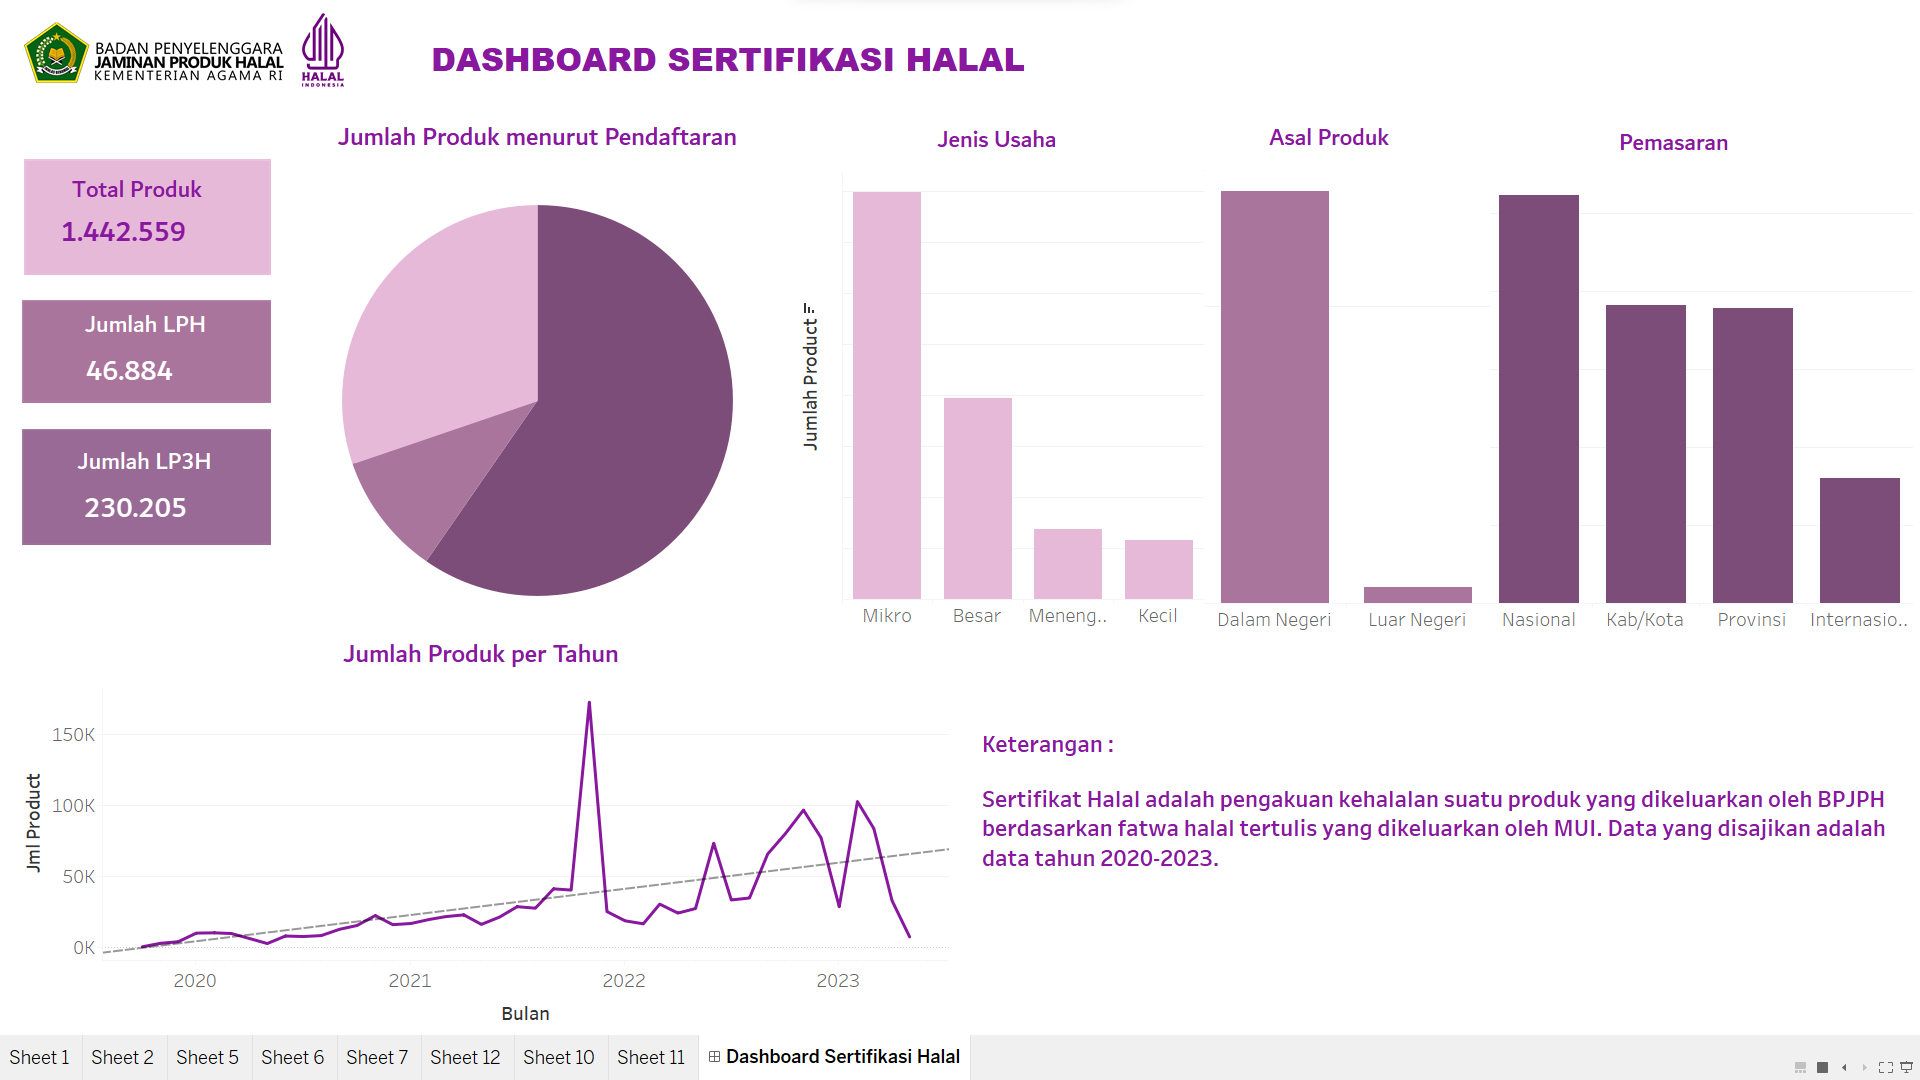 BADAN PENYELENGGARA
JAMINAN PRODUK HALAL
KEMENTERIAN AGAMA RI
HALAL
INDONESIA
DASHBOARD SERTIFIKASI HALAL
Total Produk
1.442.559
Jumlah LPH
46.884
Jumlah LP3H
230.205
Jumlah Produk menurut Pendaftaran
Jenis Usaha
Jumlah Product
Mikro
Besar
Meneng..
Kecil
Asal Produk
Dalam Negeri
Luar Negeri
Pemasaran
Nasional
Kab/Kota
Provinsi
Internasio..
Jumlah Produk per Tahun
Jml Product
150K
100K
50K
0K
2020
2021
2022
2023
Bulan
Keterangan :
Sertifikat Halal adalah pengakuan kehalalan suatu produk yang dikeluarkan oleh BPJPH
berdasarkan fatwa halal tertulis yang dikeluarkan oleh MUI. Data yang disajikan adalah
data tahun 2020-2023.
Sheet 1
Sheet 2
Sheet 5
Sheet 6
Sheet 7
Sheet 12
Sheet 10
Sheet 11
Dashboard Sertifikasi Halal